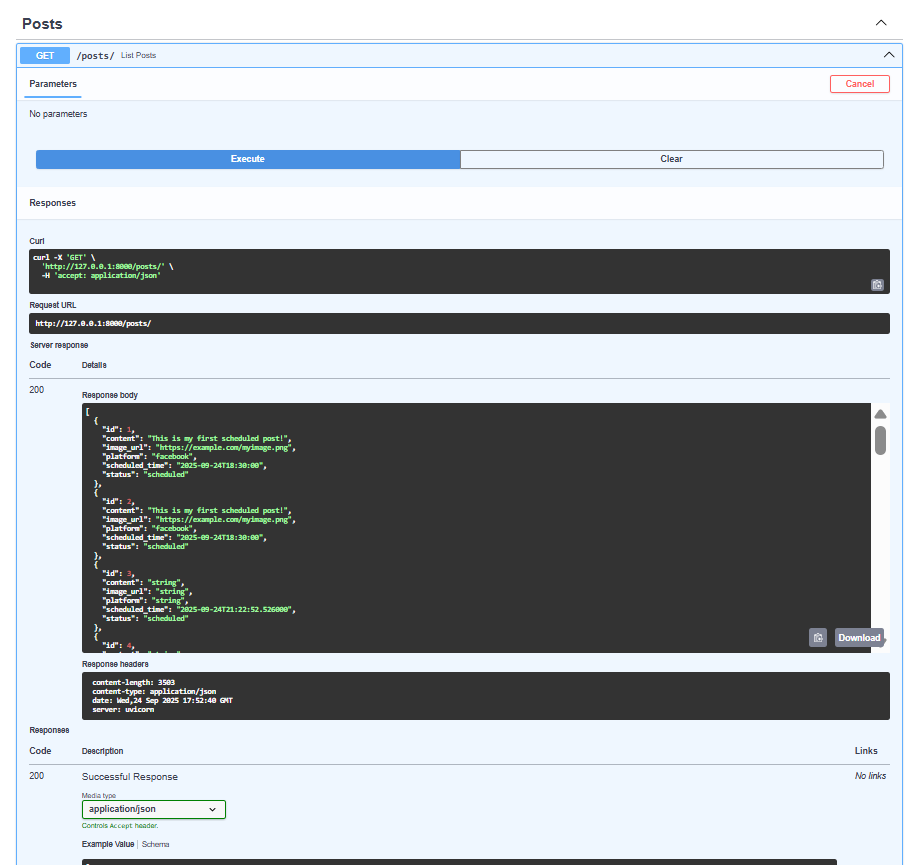 Posts
GET /posts/ List Posts
Parameters
Cancel
No parameters
Execute
Clear
Responses
Curl
curl -X 'GET' \
  'http://127.0.0.1:8000/posts/' \
  -H 'accept: application/json'
Request URL
http://127.0.0.1:8000/posts/
Server response
Code Details
200
Response body
[
  {
    "id": 1,
    "content": "This is my first scheduled post!",
    "image_url": "https://example.com/myimage.png",
    "platform": "facebook",
    "scheduled_time": "2025-09-24T18:30:00",
    "status": "scheduled"
  },
  {
    "id": 2,
    "content": "This is my first scheduled post!",
    "image_url": "https://example.com/myimage.png",
    "platform": "facebook",
    "scheduled_time": "2025-09-24T18:30:00",
    "status": "scheduled"
  },
  {
    "id": 3,
    "content": "string",
    "image_url": "string",
    "platform": "string",
    "scheduled_time": "2025-09-24T21:22:52.526000",
    "status": "scheduled"
  },
  {
    "id": 4,
Download
Response headers
content-length: 3503
content-type: application/json
date: Wed,24 Sep 2025 17:52:40 GMT
server: uvicorn
Responses
Code Description Links
200 Successful Response No links
Media type
application/json
Controls Accept header.
Example Value | Schema